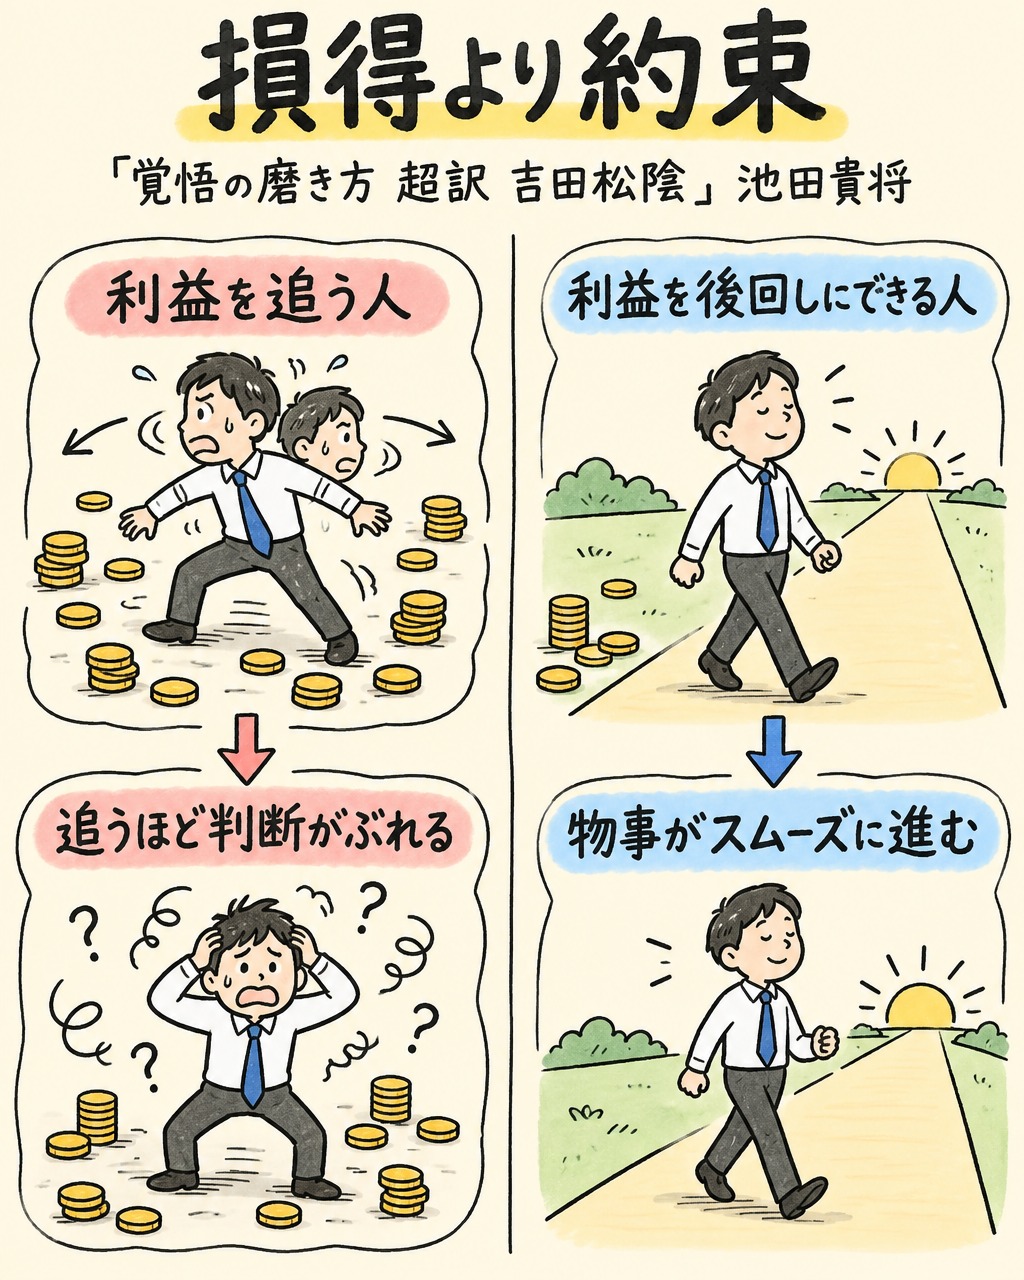 損得より約束
「覚悟の磨き方 超訳 吉田松陰」池田貴将
利益を追う人
追うほど判断がぶれる
利益を後回しにできる人
物事がスムーズに進む
?
?
?
?